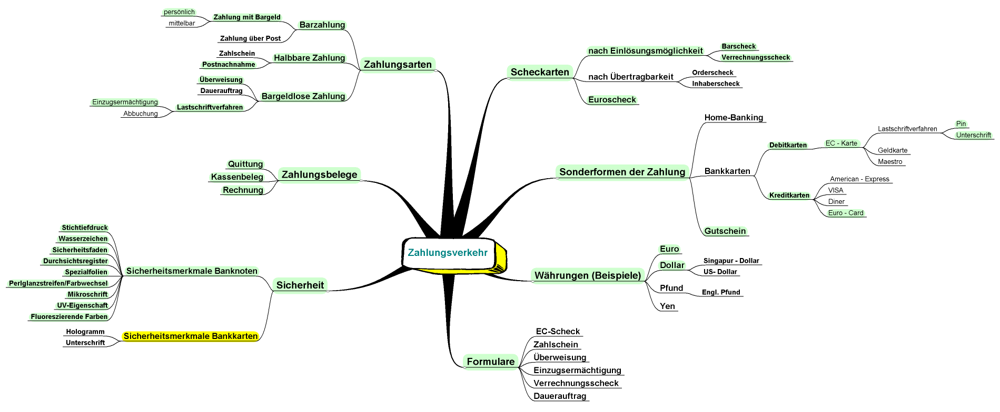 Zahlungsverkehr
Zahlungsarten
Barzahlung
Zahlung mit Bargeld
persönlich
mittelbar
Zahlung über Post
Halbbare Zahlung
Zahlschein
Postnachnahme
Bargeldlose Zahlung
Überweisung
Dauerauftrag
Lastschriftverfahren
Einzugsermächtigung
Abbuchung
Zahlungsbelege
Quittung
Kassenbeleg
Rechnung
Sicherheit
Sicherheitsmerkmale Banknoten
Stichtiefdruck
Wasserzeichen
Sicherheitsfaden
Durchsichtsregister
Spezialfolien
Perlglanzstreifen/Farbwechsel
Mikroschrift
UV-Eigenschaft
Fluoreszierende Farben
Sicherheitsmerkmale Bankkarten
Hologramm
Unterschrift
Scheckarten
nach Einlösungsmöglichkeit
Barscheck
Verrechnungsscheck
nach Übertragbarkeit
Orderscheck
Inhaberscheck
Euroscheck
Sonderformen der Zahlung
Home-Banking
Bankkarten
Debitkarten
EC - Karte
Lastschriftverfahren
Pin
Unterschrift
Geldkarte
Maestro
Kreditkarten
American - Express
VISA
Diner
Euro - Card
Gutschein
Währungen (Beispiele)
Euro
Dollar
Singapur - Dollar
US- Dollar
Pfund
Engl. Pfund
Yen
Formulare
EC-Scheck
Zahlschein
Überweisung
Einzugsermächtigung
Verrechnungsscheck
Dauerauftrag